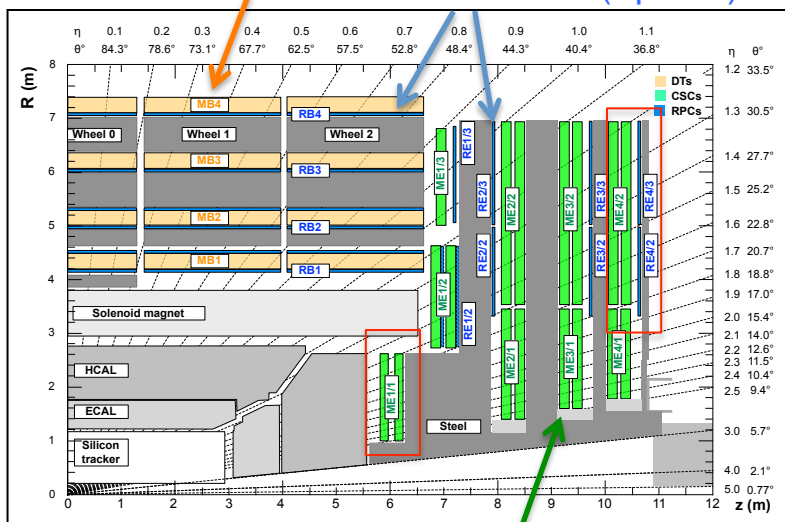 η 0.1 0.2 0.3 0.4 0.5 0.6 0.7 0.8 0.9 1.0 1.1
θ° 84.3° 78.6° 73.1° 67.7° 62.5° 57.5° 52.8° 48.4° 44.3° 40.4° 36.8° η θ°
R (m)
8
7
6
5
4
3
2
1
0
1.2 33.5°
1.3 30.5°
1.4 27.7°
1.5 25.2°
1.6 22.8°
1.7 20.7°
1.8 18.8°
1.9 17.0°
2.0 15.4°
2.1 14.0°
2.2 12.6°
2.3 11.5°
2.4 10.4°
2.5 9.4°
3.0 5.7°
4.0 2.1°
5.0 0.77°
DTs
CSCs
RPCs
MB4
RB4
Wheel 0
Wheel 1
Wheel 2
MB3
RB3
MB2
RB2
MB1
RB1
Solenoid magnet
HCAL
ECAL
Silicon
tracker
Steel
ME1/1
ME1/2
ME1/3
RE1/3
RE1/2
RE2/3
RE2/2
ME2/2
ME2/1
ME3/2
ME3/1
RE3/3
RE3/2
ME4/2
ME4/1
RE4/3
RE4/2
0 1 2 3 4 5 6 7 8 9 10 11 12
z (m)